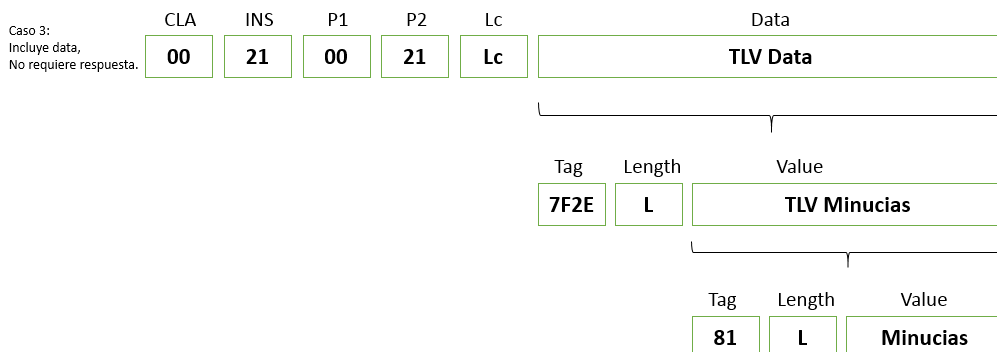 Caso 3:
Incluye data,
No requiere respuesta.
CLA INS P1 P2 Lc Data
00 21 00 21 Lc TLV Data
Tag Length Value
7F2E L TLV Minucias
Tag Length Value
81 L Minucias